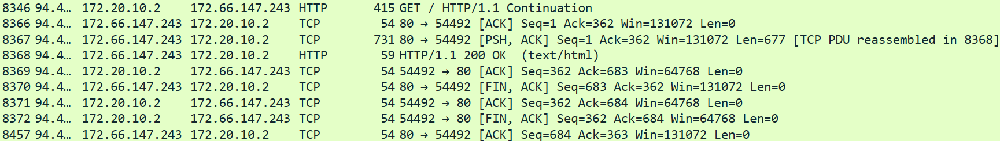 8346 94.4… 172.20.10.2 172.66.147.243 HTTP 415 GET / HTTP/1.1 Continuation
8366 94.4… 172.66.147.243 172.20.10.2 TCP 54 80 → 54492 [ACK] Seq=1 Ack=362 Win=131072 Len=0
8367 94.4… 172.66.147.243 172.20.10.2 TCP 731 80 → 54492 [PSH, ACK] Seq=1 Ack=362 Win=131072 Len=677 [TCP PDU reassembled in 8368]
8368 94.4… 172.66.147.243 172.20.10.2 HTTP 59 HTTP/1.1 200 OK (text/html)
8369 94.4… 172.20.10.2 172.66.147.243 TCP 54 54492 → 80 [ACK] Seq=362 Ack=683 Win=64768 Len=0
8370 94.4… 172.66.147.243 172.20.10.2 TCP 54 80 → 54492 [FIN, ACK] Seq=683 Ack=362 Win=131072 Len=0
8371 94.4… 172.20.10.2 172.66.147.243 TCP 54 54492 → 80 [ACK] Seq=362 Ack=684 Win=64768 Len=0
8372 94.4… 172.20.10.2 172.66.147.243 TCP 54 54492 → 80 [FIN, ACK] Seq=362 Ack=684 Win=64768 Len=0
8457 94.4… 172.66.147.243 172.20.10.2 TCP 54 80 → 54492 [ACK] Seq=684 Ack=363 Win=131072 Len=0